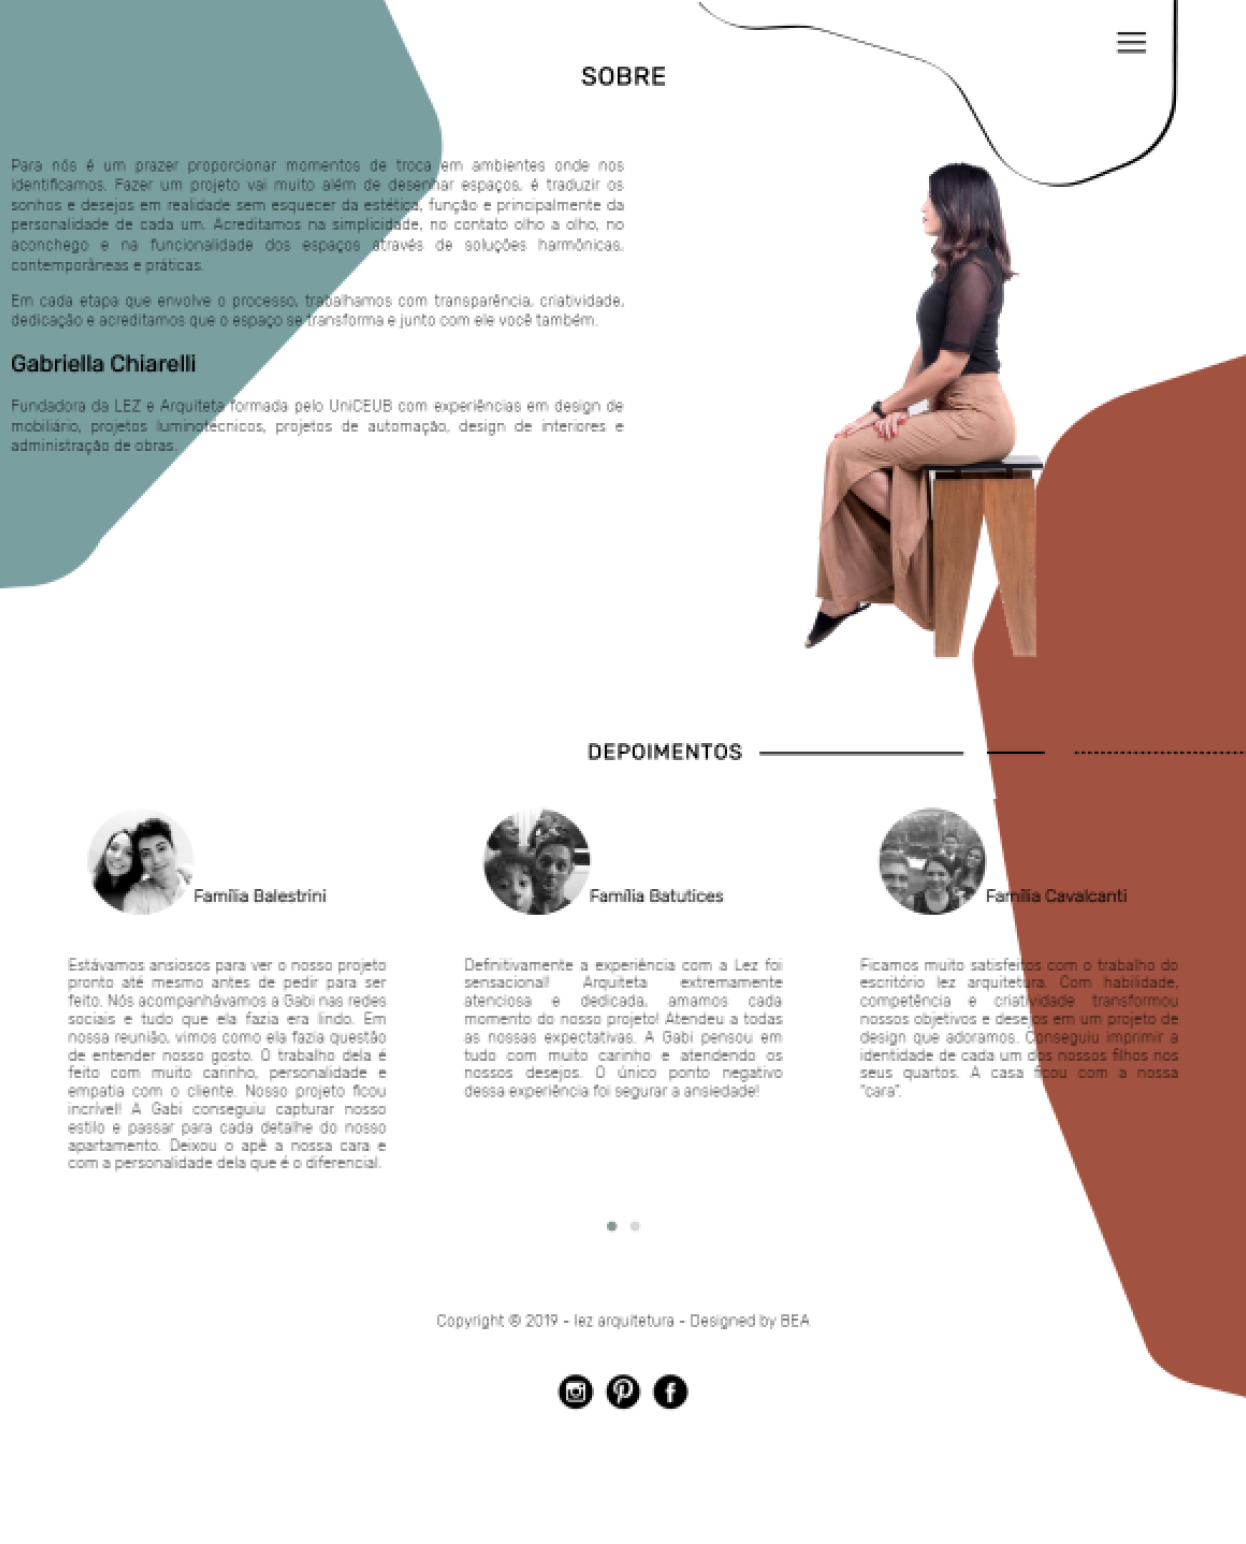 SOBRE
Para nós é um prazer proporcionar momentos de troca em ambientes onde nos
identificamos. Fazer um projeto vai muito além de desenhar espaços, é traduzir os
sonhos e desejos em realidade sem esquecer da estética, função e principalmente da
personalidade de cada um. Acreditamos na simplicidade, no contato olho a olho, no
aconchego e na funcionalidade dos espaços através de soluções harmônicas,
contemporâneas e práticas.
Em cada etapa que envolve o processo, trabalhamos com transparência, criatividade,
dedicação e acreditamos que o espaço se transforma e junto com ele você também.
Gabriella Chiarelli
Fundadora da LEZ e Arquiteta formada pelo UniCEUB com experiências em design de
mobiliário, projetos luminotécnicos, projetos de automação, design de interiores e
administração de obras.
DEPOIMENTOS
Família Balestrini
Estávamos ansiosos para ver o nosso projeto
pronto até mesmo antes de pedir para ser
feito. Nós acompanhávamos a Gabi nas redes
sociais e tudo que ela fazia era lindo. Em
nossa reunião, vimos como ela fazia questão
de entender nosso gosto. O trabalho dela é
feito com muito carinho, personalidade e
empatia com o cliente. Nosso projeto ficou
incrível! A Gabi conseguiu capturar nosso
estilo e passar para cada detalhe do nosso
apartamento. Deixou o apê a nossa cara e
com a personalidade dela que é o diferencial.
Família Batutices
Definitivamente a experiência com a Lez foi
sensacional! Arquiteta extremamente
atenciosa e dedicada, amamos cada
momento do nosso projeto! Atendeu a todas
as nossas expectativas. A Gabi pensou em
tudo com muito carinho e atendendo os
nossos desejos. O único ponto negativo
dessa experiência foi segurar a ansiedade!
Família Cavalcanti
Ficamos muito satisfeitos com o trabalho do
escritório lez arquitetura. Com habilidade,
competência e criatividade transformou
nossos objetivos e desejos em um projeto de
design que adoramos. Conseguiu imprimir a
identidade de cada um dos nossos filhos nos
seus quartos. A casa ficou com a nossa
"cara".
Copyright © 2019 - lez arquitetura - Designed by BEA